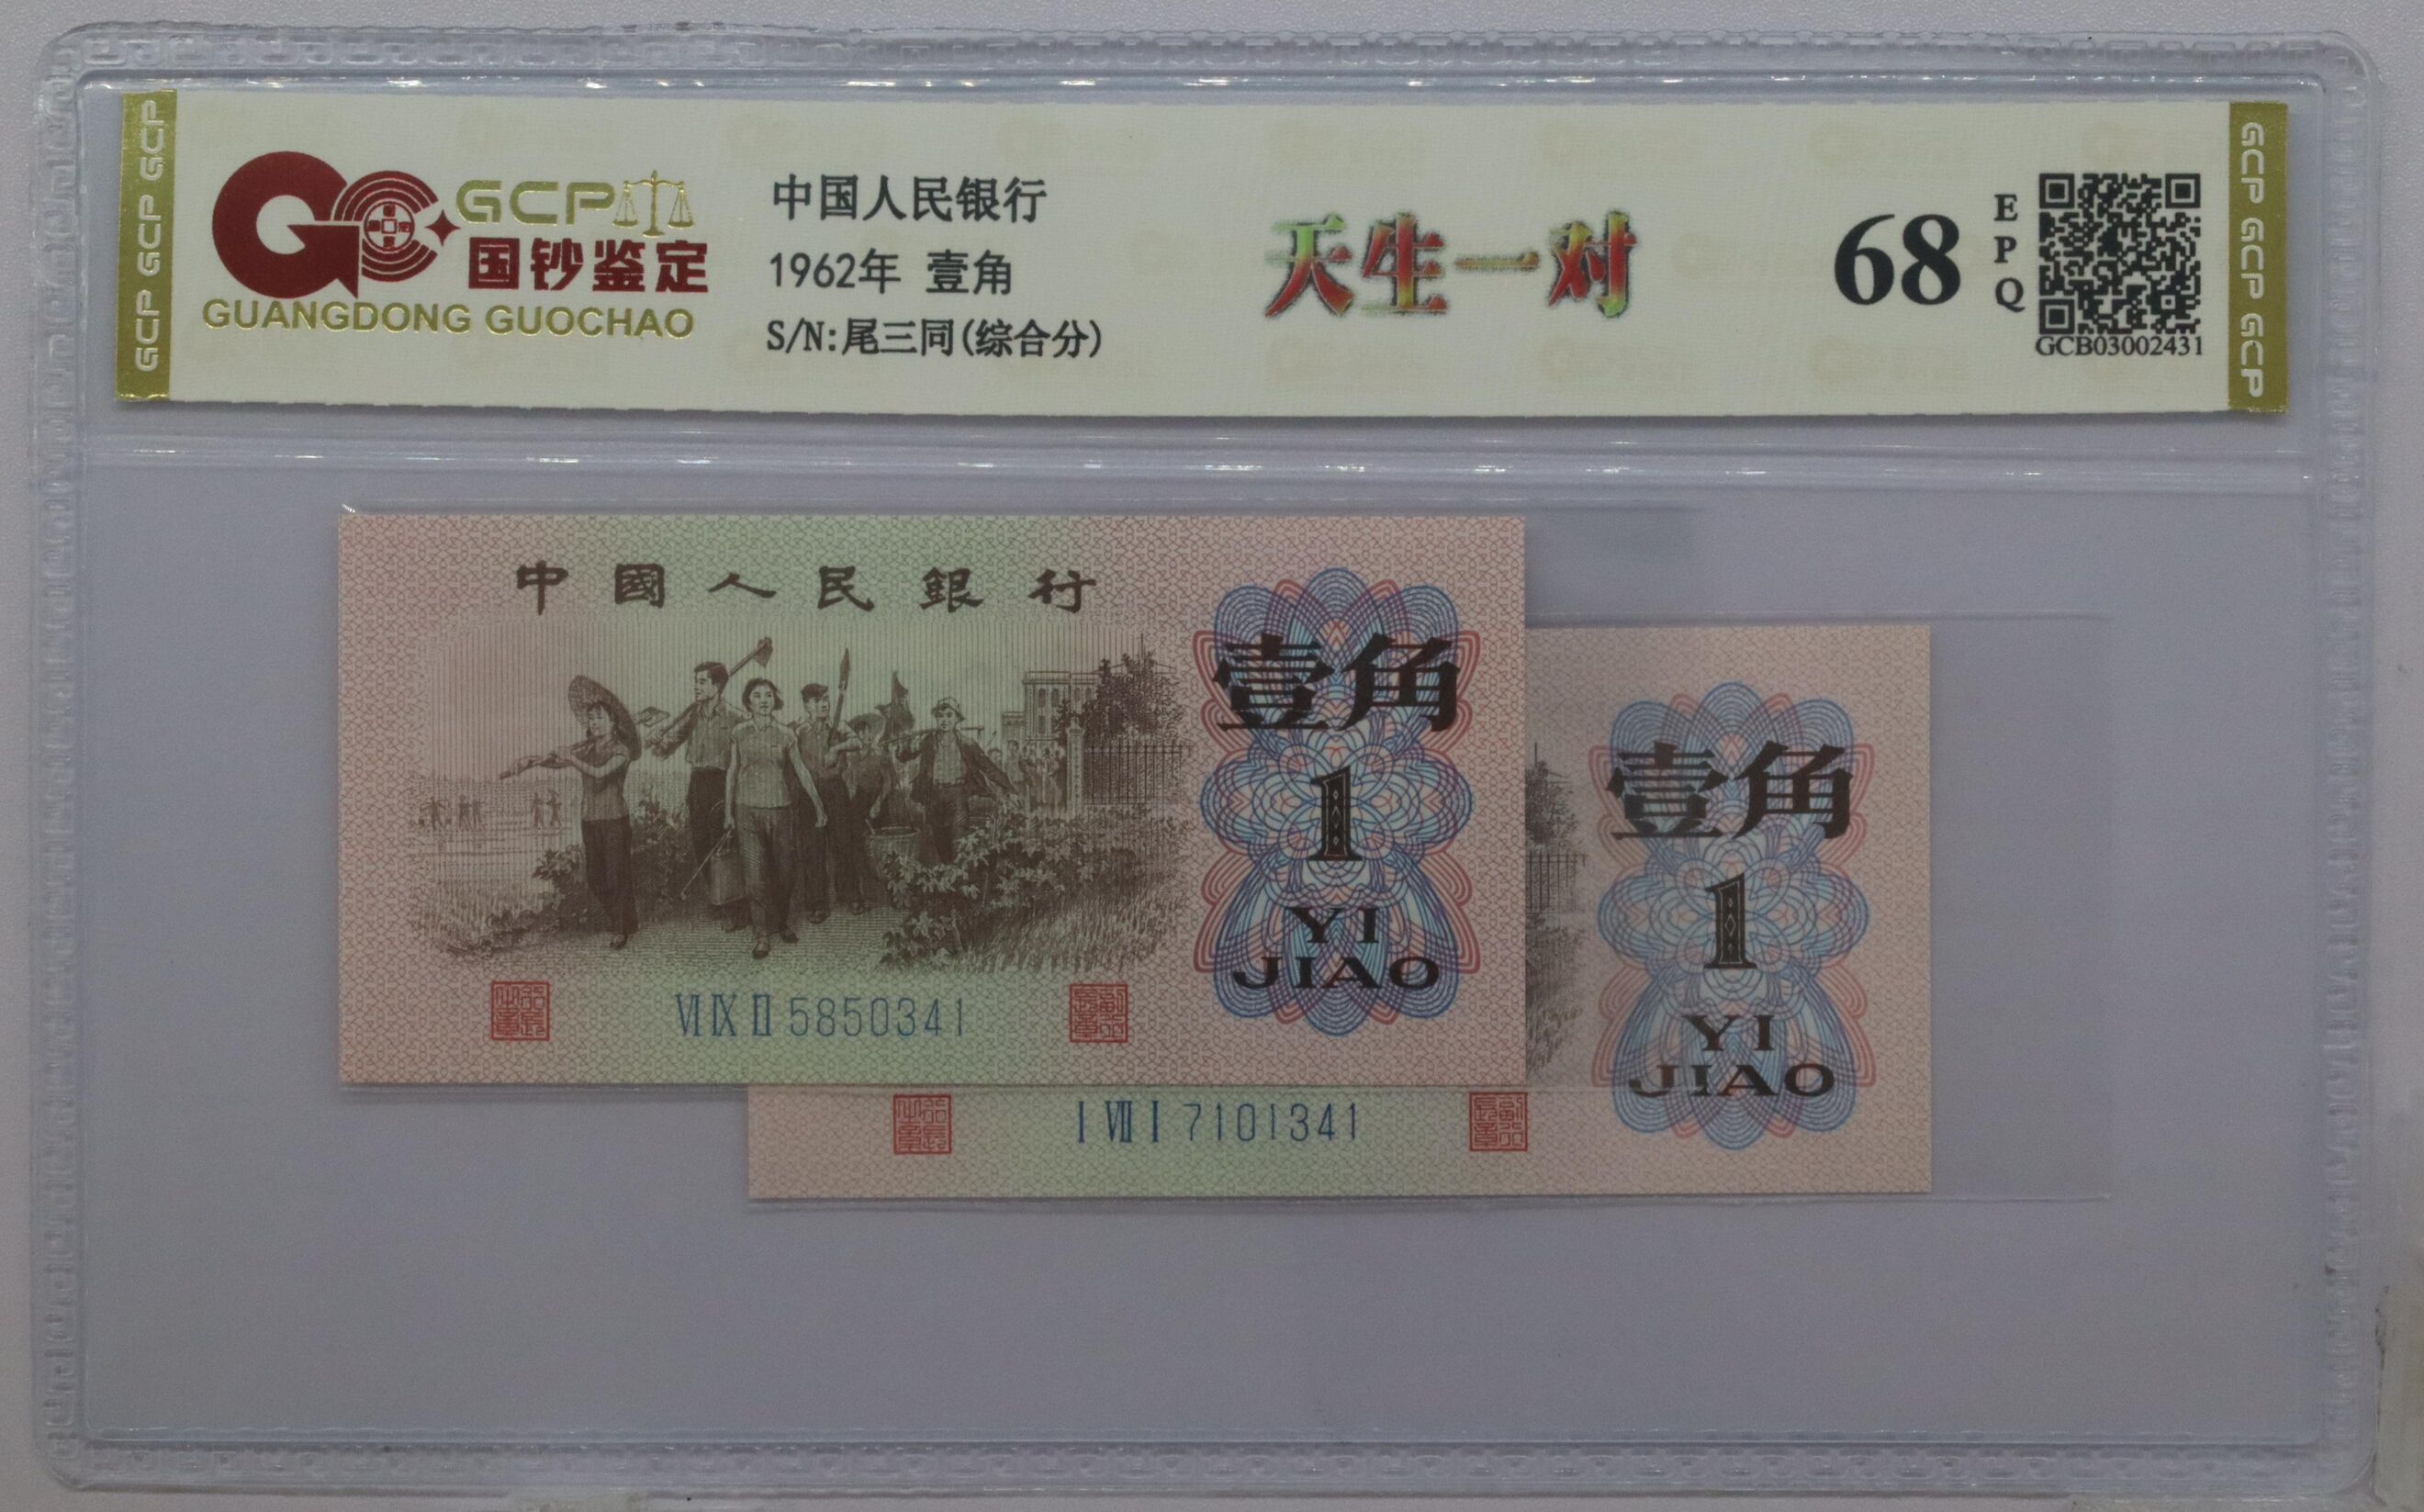 GCP GCP GCP
GCP
国钞鉴定
GUANGDONG GUOCHAO
中国人民银行
1962年 壹角
S/N:尾三同(综合分)
天生一对
68
EPQ
GCB03002431
GCP GCP GCP
中國人民銀行
壹角
1
YI
JIAO
VI IX II 5850341
壹角
1
YI
JIAO
I VII I 7101341